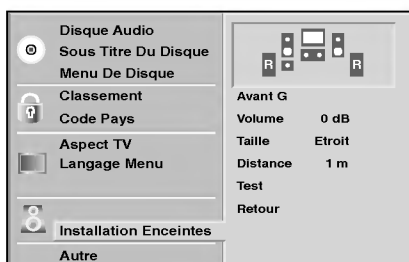 Disque Audio
Sous Titre Du Disque
Menu De Disque
Classement
Code Pays
Aspect TV
Langage Menu
Installation Enceintes
Autre
R R
Avant G
Volume 0 dB
Taille Etroit
Distance 1 m
Test
Retour